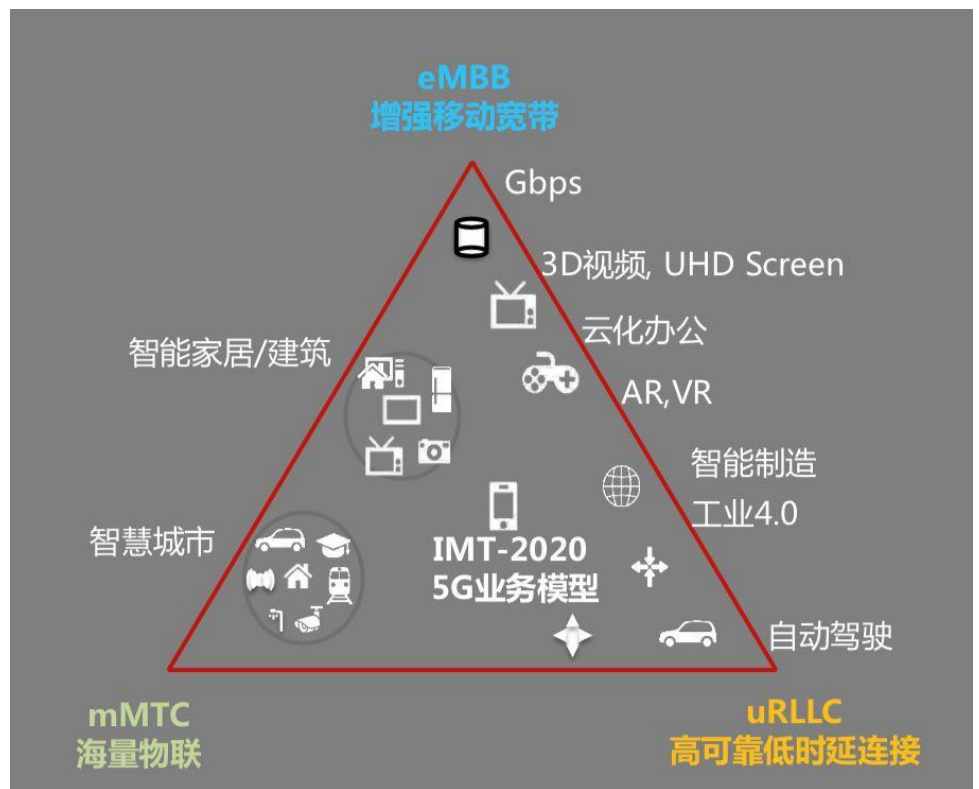 eMBB
增强移动宽带
Gbps
3D视频, UHD Screen
云化办公
智能家居/建筑
AR,VR
智能制造
工业4.0
智慧城市
IMT-2020
5G业务模型
自动驾驶
mMTC
海量物联
uRLLC
高可靠低时延连接